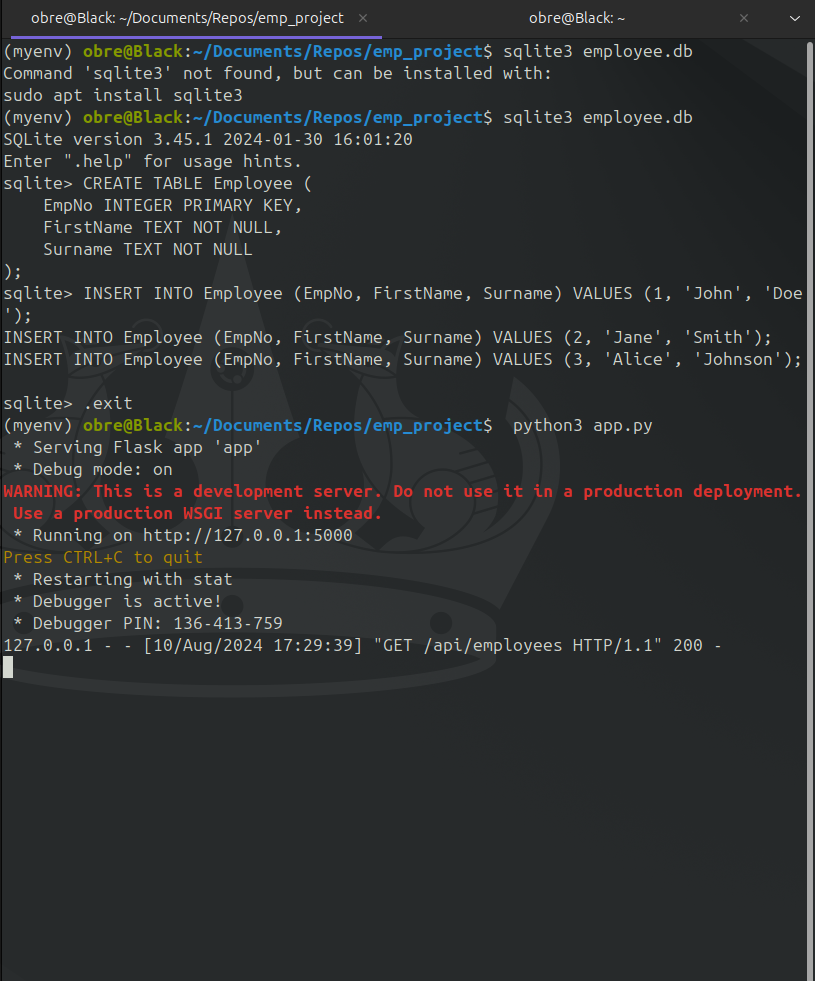 obre@Black: ~/Documents/Repos/emp_project × obre@Black: ~ ×
(myenv) obre@Black:~/Documents/Repos/emp_project$ sqlite3 employee.db
Command 'sqlite3' not found, but can be installed with:
sudo apt install sqlite3
(myenv) obre@Black:~/Documents/Repos/emp_project$ sqlite3 employee.db
SQLite version 3.45.1 2024-01-30 16:01:20
Enter ".help" for usage hints.
sqlite> CREATE TABLE Employee (
    EmpNo INTEGER PRIMARY KEY,
    FirstName TEXT NOT NULL,
    Surname TEXT NOT NULL
);
sqlite> INSERT INTO Employee (EmpNo, FirstName, Surname) VALUES (1, 'John', 'Doe
');
INSERT INTO Employee (EmpNo, FirstName, Surname) VALUES (2, 'Jane', 'Smith');
INSERT INTO Employee (EmpNo, FirstName, Surname) VALUES (3, 'Alice', 'Johnson');
sqlite> .exit
(myenv) obre@Black:~/Documents/Repos/emp_project$  python3 app.py
 * Serving Flask app 'app'
 * Debug mode: on
WARNING: This is a development server. Do not use it in a production deployment.
 Use a production WSGI server instead.
 * Running on http://127.0.0.1:5000
Press CTRL+C to quit
 * Restarting with stat
 * Debugger is active!
 * Debugger PIN: 136-413-759
127.0.0.1 - - [10/Aug/2024 17:29:39] "GET /api/employees HTTP/1.1" 200 -